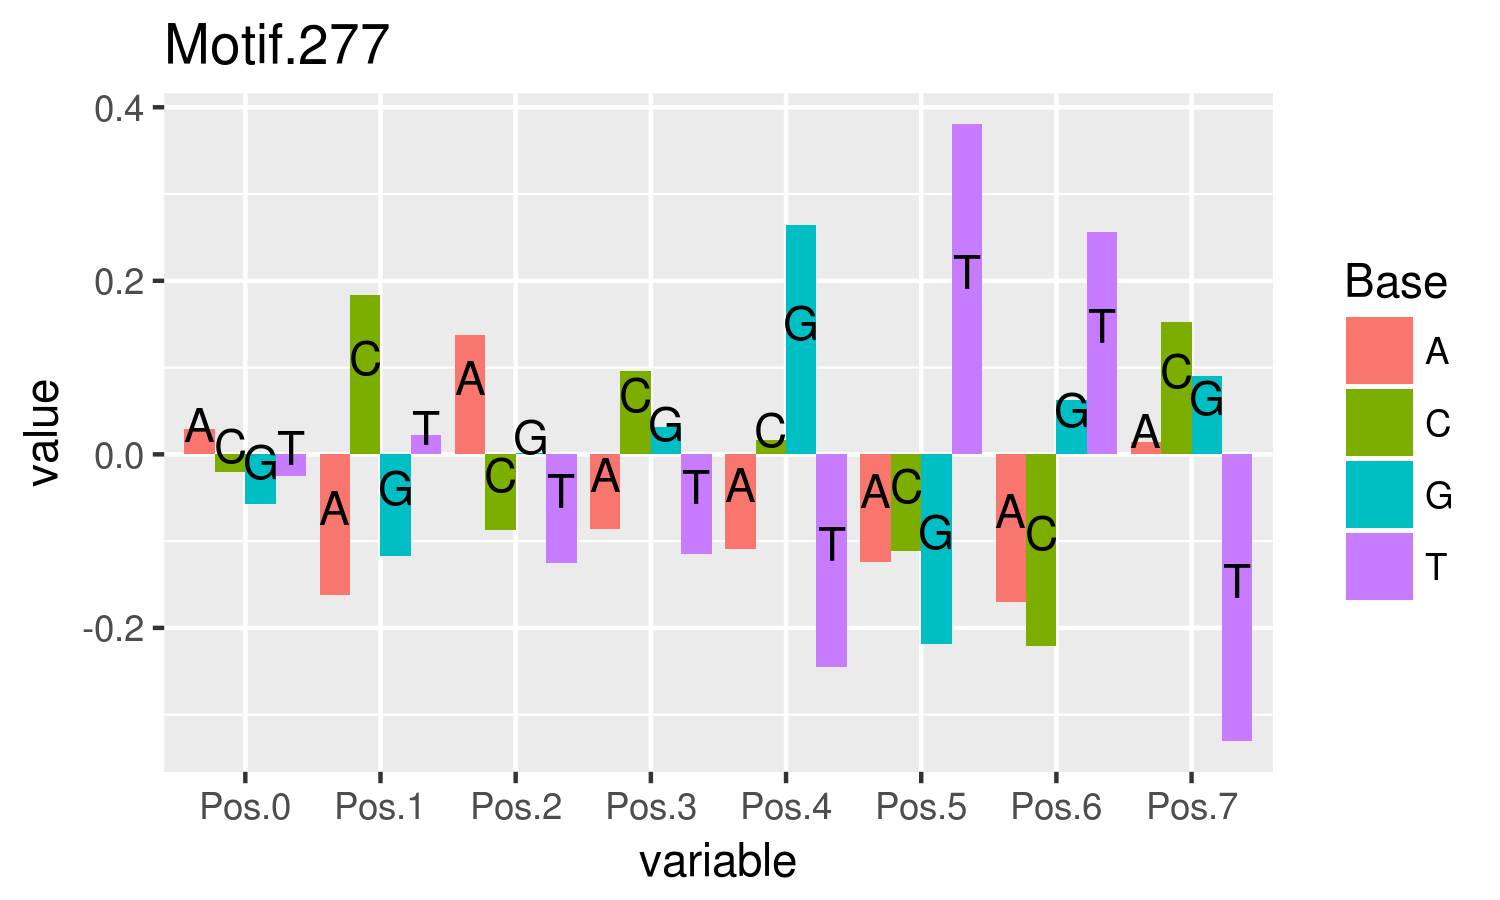 Motif.277
0.4
0.2
0.0
-0.2
value
A C G T A C G T A C G T A C G T A C G T A C G T A C G T A C G T
Pos.0 Pos.1 Pos.2 Pos.3 Pos.4 Pos.5 Pos.6 Pos.7
variable
Base
A
C
G
T